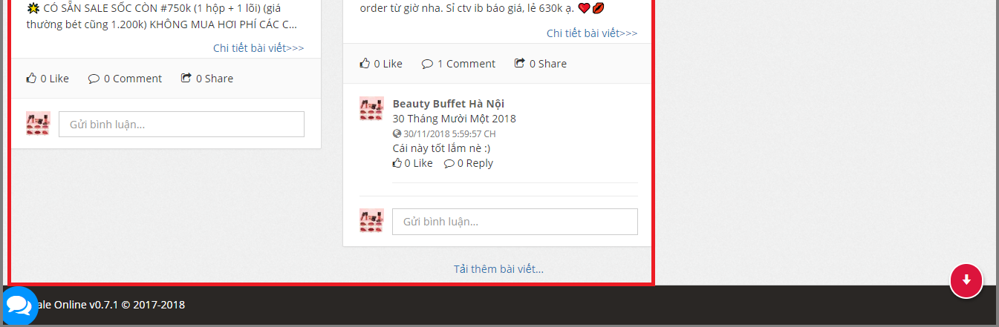 🌟 CÓ SẴN SALE SỐC CÒN #750k (1 hộp + 1 lõi) (giá
thường bét cũng 1.200k) KHÔNG MUA HƠI PHÍ CÁC C...
Chi tiết bài viết>>>
0 Like 0 Comment 0 Share
Gửi bình luận...
order từ giờ nha. Sỉ ctv ib báo giá, lẻ 630k ạ. ❤️💋
Chi tiết bài viết>>>
0 Like 1 Comment 0 Share
Beauty Buffet Hà Nội
30 Tháng Mười Một 2018
30/11/2018 5:59:57 CH
Cái này tốt lắm nè :)
0 Like 0 Reply
Gửi bình luận...
Tải thêm bài viết...
ale Online v0.7.1 © 2017-2018